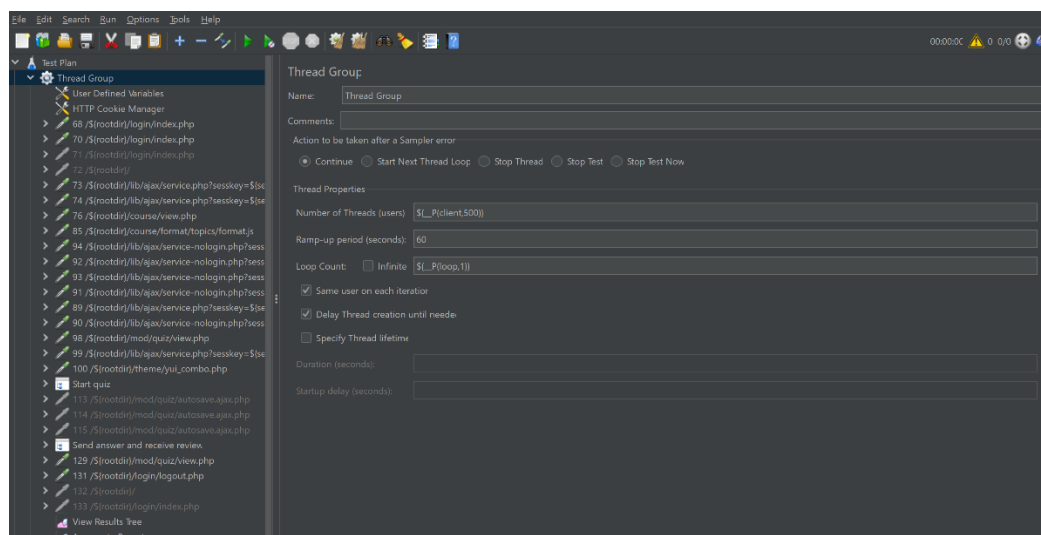 File Edit Search Run Options Tools Help
00:00:0C 0 0/0
Test Plan
Thread Group
User Defined Variables
HTTP Cookie Manager
68 /${rootdir}/login/index.php
70 /${rootdir}/login/index.php
71 /${rootdir}/login/index.php
72 /${rootdir}/
73 /${rootdir}/lib/ajax/service.php?sesskey=${se
74 /${rootdir}/lib/ajax/service.php?sesskey=${se
76 /${rootdir}/course/view.php
85 /${rootdir}/course/format/topics/format.js
94 /${rootdir}/lib/ajax/service-nologin.php?sess
92 /${rootdir}/lib/ajax/service-nologin.php?sess
93 /${rootdir}/lib/ajax/service-nologin.php?sess
91 /${rootdir}/lib/ajax/service-nologin.php?sess
89 /${rootdir}/lib/ajax/service.php?sesskey=${se
90 /${rootdir}/lib/ajax/service-nologin.php?sess
98 /${rootdir}/mod/quiz/view.php
99 /${rootdir}/lib/ajax/service.php?sesskey=${se
100 /${rootdir}/theme/yui_combo.php
Start quiz
113 /${rootdir}/mod/quiz/autosave.ajax.php
114 /${rootdir}/mod/quiz/autosave.ajax.php
115 /${rootdir}/mod/quiz/autosave.ajax.php
Send answer and receive review
129 /${rootdir}/mod/quiz/view.php
131 /${rootdir}/login/logout.php
132 /${rootdir}/
133 /${rootdir}/login/index.php
View Results Tree
Thread Group
Name: Thread Group
Comments:
Action to be taken after a Sampler error
Continue Start Next Thread Loop Stop Thread Stop Test Stop Test Now
Thread Properties
Number of Threads (users) ${__P(client,500)}
Ramp-up period (seconds): 60
Loop Count: Infinite ${__P(loop,1)}
Same user on each iteration
Delay Thread creation until neede
Specify Thread lifetime
Duration (seconds):
Startup delay (seconds):